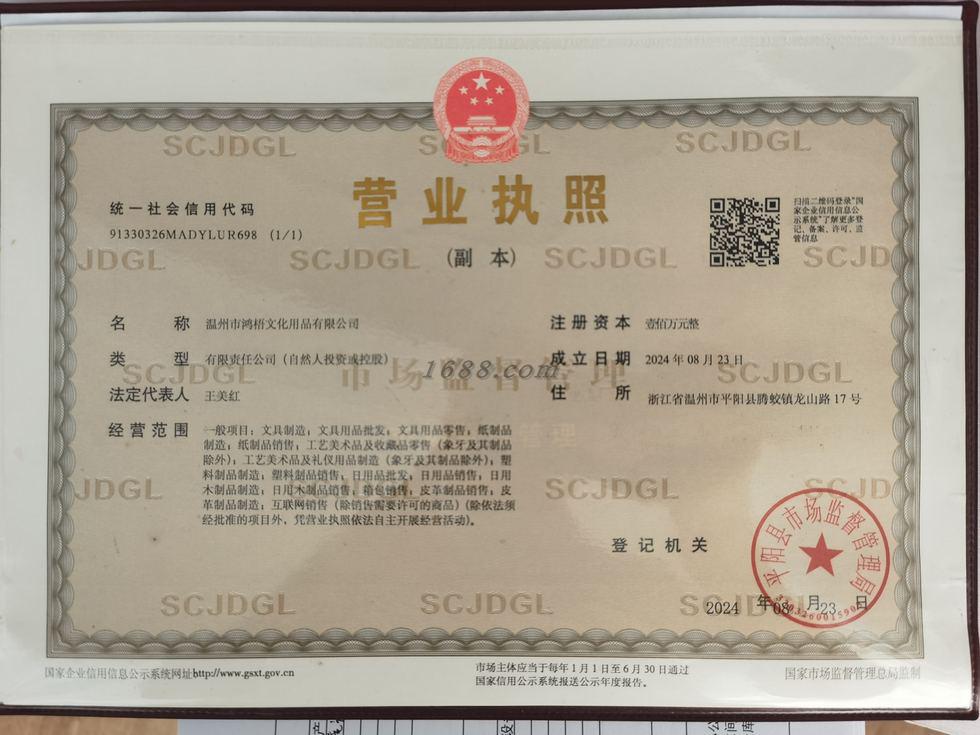 营业执照
(副 本)
统一社会信用代码
91330326MADYLUR698 (1/1)
扫描二维码登录“国
家企业信用信息公
示系统”了解更多登
记、备案、许可、监
管信息
名 称 温州市鸿梧文化用品有限公司
类 型 有限责任公司(自然人投资或控股)
法定代表人 王美红
经营范围 一般项目:文具制造;文具用品批发;文具用品零售;纸制品
制造;纸制品销售;工艺美术品及收藏品零售(象牙及其制品
除外);工艺美术品及礼仪用品制造(象牙及其制品除外);塑
料制品制造;塑料制品销售;日用品批发;日用品销售;日用
木制品制造;日用木制品销售;箱包销售;皮革制品销售;皮
革制品制造;互联网销售(除销售需要许可的商品)(除依法须
经批准的项目外,凭营业执照依法自主开展经营活动)。
注册资本 壹佰万元整
成立日期 2024年08月23日
住 所 浙江省温州市平阳县腾蛟镇龙山路17号
1688.com
市场监督管理
SCJDGL
登记机关
平阳县市场监督管理局
2024 年08 月23 日
国家企业信用信息公示系统网址http://www.gsxt.gov.cn
市场主体应当于每年1月1日至6月30日通过
国家信用公示系统报送公示年度报告。
国家市场监督管理总局监制